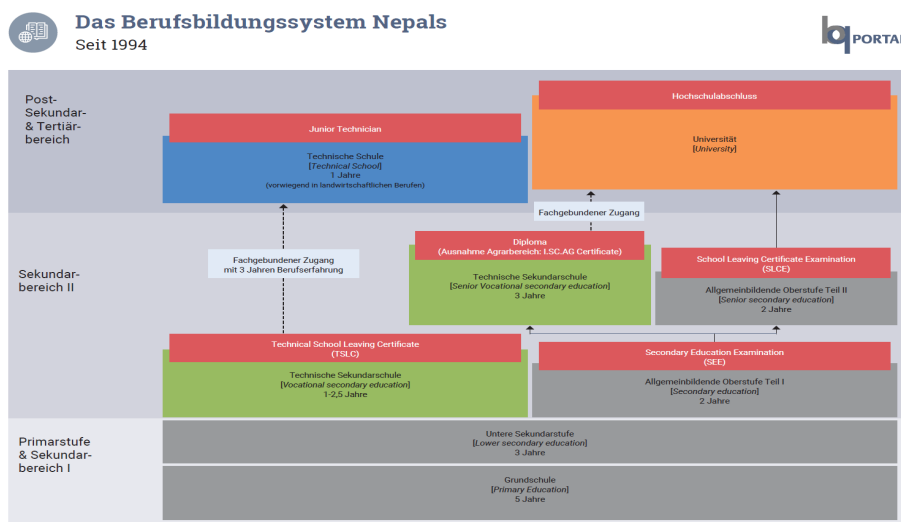 Das Berufsbildungssystem Nepals
Seit 1994
bq PORTAL
Post-
Sekundar-
& Tertiär-
bereich
Hochschulabschluss
Universität
[University]
Junior Technician
Technische Schule
[Technical School]
1 Jahre
(vorwiegend in landwirtschaftlichen Berufen)
Fachgebundener Zugang
Sekundar-
bereich II
Fachgebundener Zugang
mit 3 Jahren Berufserfahrung
Diploma
(Ausnahme Agrarbereich: LSC.AG Certificate)
Technische Sekundarschule
[Senior Vocational secondary education]
3 Jahre
School Leaving Certificate Examination
(SLCE)
Allgemeinbildende Oberstufe Teil II
[Senior secondary education]
2 Jahre
Technical School Leaving Certificate
(TSLC)
Technische Sekundarschule
[Vocational secondary education]
1-2,5 Jahre
Secondary Education Examination
(SEE)
Allgemeinbildende Oberstufe Teil I
[Secondary education]
2 Jahre
Primarstufe
& Sekundar-
bereich I
Untere Sekundarstufe
[Lower secondary education]
3 Jahre
Grundschule
[Primary Education]
5 Jahre